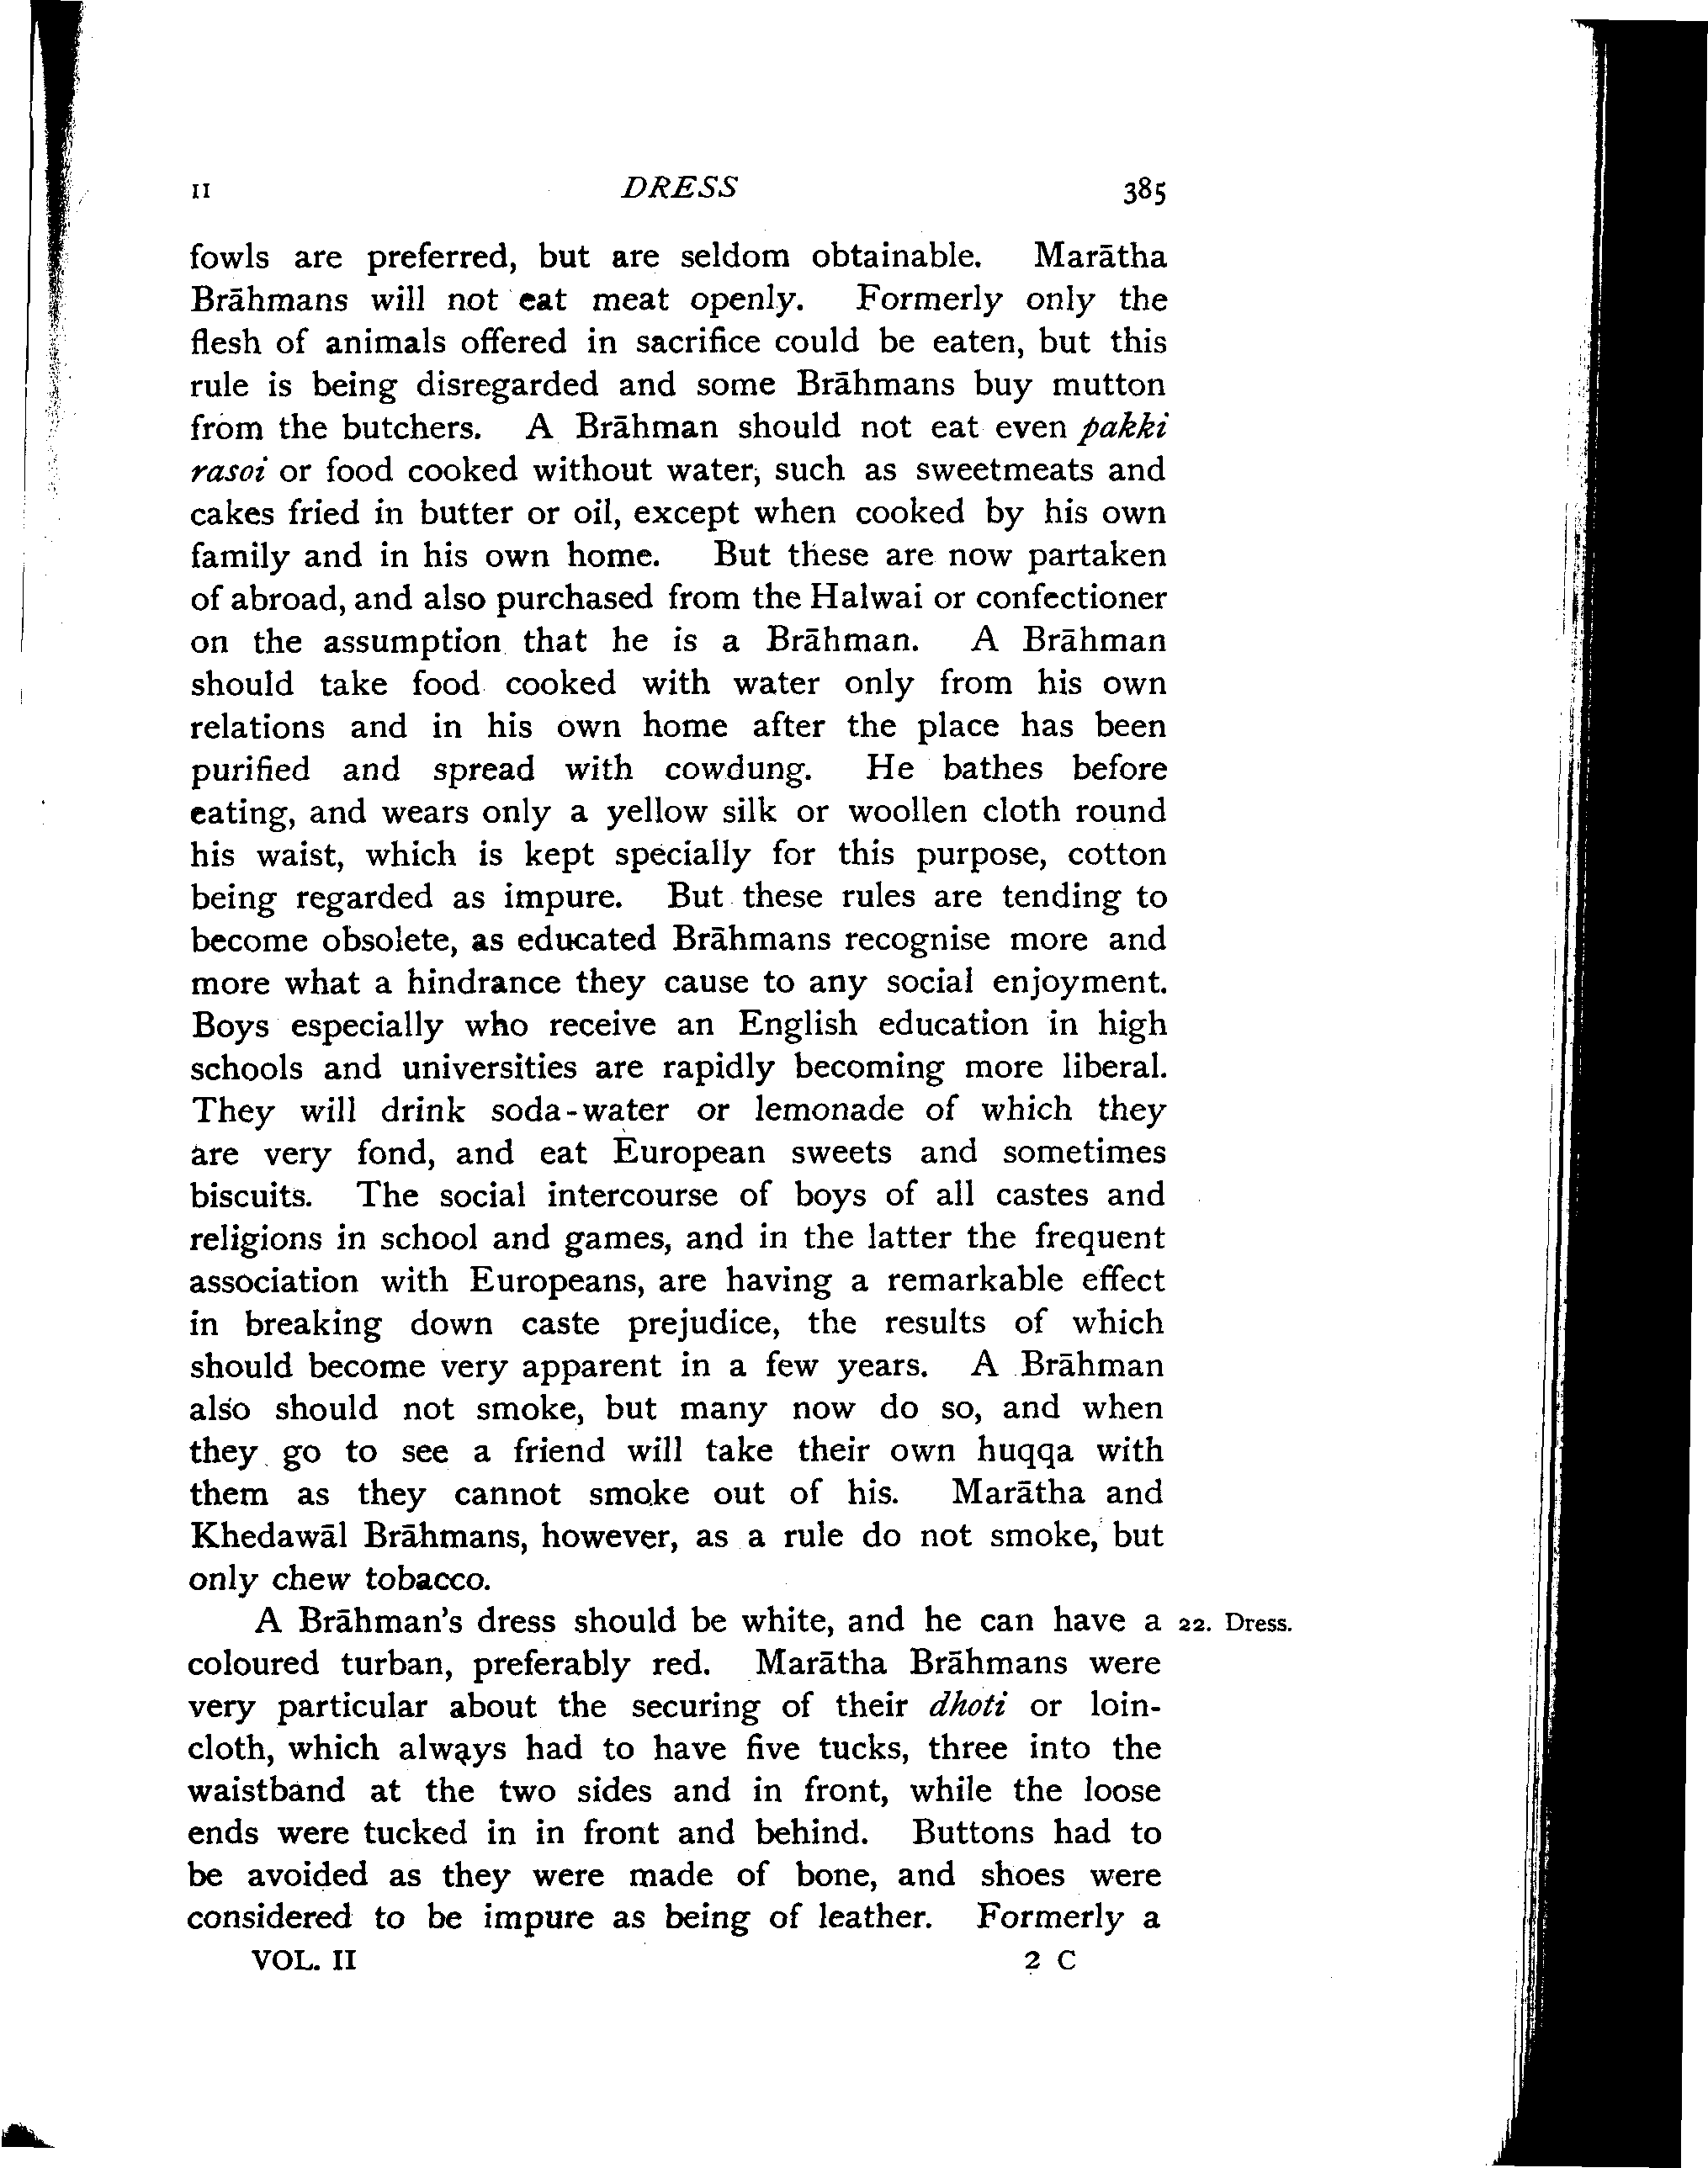 II DRESS 385
fowls are preferred, but are seldom obtainable. Marātha
Brāhmans will not eat meat openly. Formerly only the
flesh of animals offered in sacrifice could be eaten, but this
rule is being disregarded and some Brāhmans buy mutton
from the butchers. A Brāhman should not eat even pakki
rasoi or food cooked without water, such as sweetmeats and
cakes fried in butter or oil, except when cooked by his own
family and in his own home. But these are now partaken
of abroad, and also purchased from the Halwai or confectioner
on the assumption that he is a Brāhman. A Brāhman
should take food cooked with water only from his own
relations and in his own home after the place has been
purified and spread with cowdung. He bathes before
eating, and wears only a yellow silk or woollen cloth round
his waist, which is kept specially for this purpose, cotton
being regarded as impure. But these rules are tending to
become obsolete, as educated Brāhmans recognise more and
more what a hindrance they cause to any social enjoyment.
Boys especially who receive an English education in high
schools and universities are rapidly becoming more liberal.
They will drink soda-water or lemonade of which they
are very fond, and eat European sweets and sometimes
biscuits. The social intercourse of boys of all castes and
religions in school and games, and in the latter the frequent
association with Europeans, are having a remarkable effect
in breaking down caste prejudice, the results of which
should become very apparent in a few years. A Brāhman
also should not smoke, but many now do so, and when
they go to see a friend will take their own huqqa with
them as they cannot smoke out of his. Marātha and
Khedawāl Brāhmans, however, as a rule do not smoke, but
only chew tobacco.
A Brāhman's dress should be white, and he can have a 22. Dress.
coloured turban, preferably red. Marātha Brāhmans were
very particular about the securing of their dhoti or loin-
cloth, which always had to have five tucks, three into the
waistband at the two sides and in front, while the loose
ends were tucked in in front and behind. Buttons had to
be avoided as they were made of bone, and shoes were
considered to be impure as being of leather. Formerly a
VOL. II 2 C